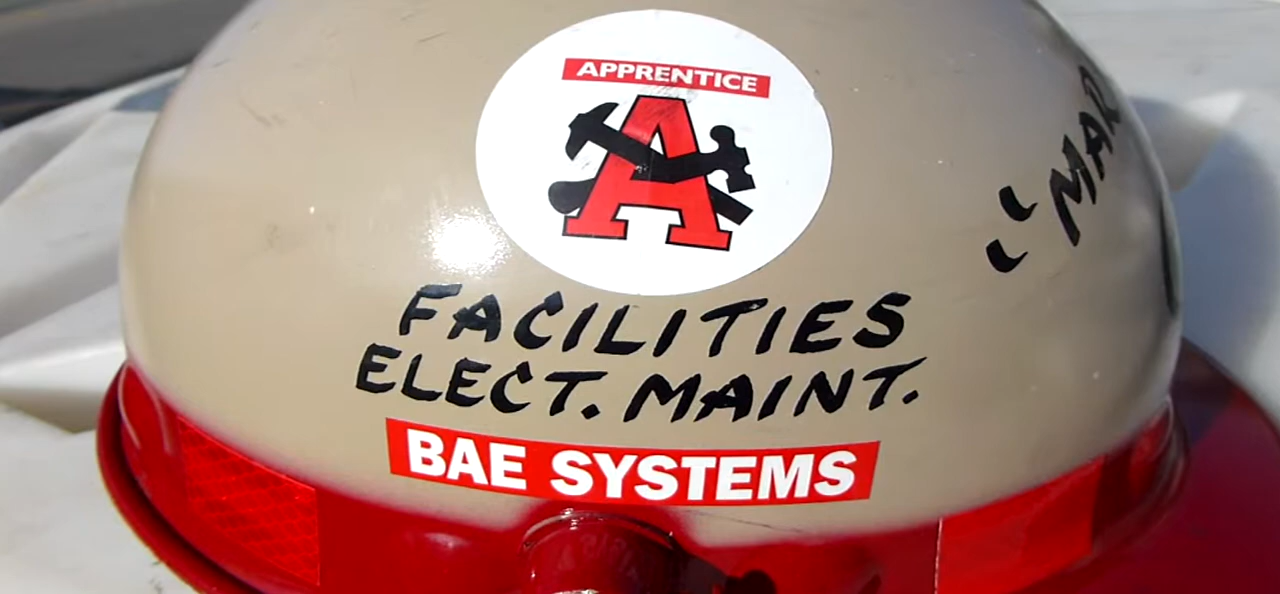 APPRENTICE
A
FACILITIES
ELECT. MAINT.
BAE SYSTEMS